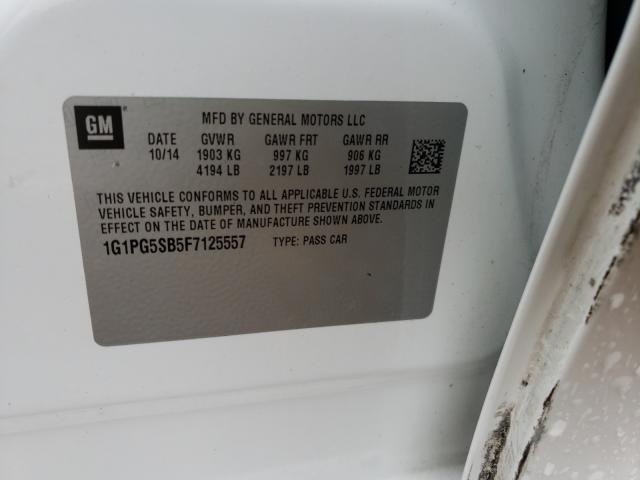 GM
MFD BY GENERAL MOTORS LLC
DATE GVWR GAWR FRT GAWR RR
10/14 1903 KG 997 KG 906 KG
4194 LB 2197 LB 1997 LB
THIS VEHICLE CONFORMS TO ALL APPLICABLE U.S. FEDERAL MOTOR
VEHICLE SAFETY, BUMPER, AND THEFT PREVENTION STANDARDS IN
EFFECT ON THE DATE OF MANUFACTURE SHOWN ABOVE.
1G1PG5SB5F7125557 TYPE: PASS CAR